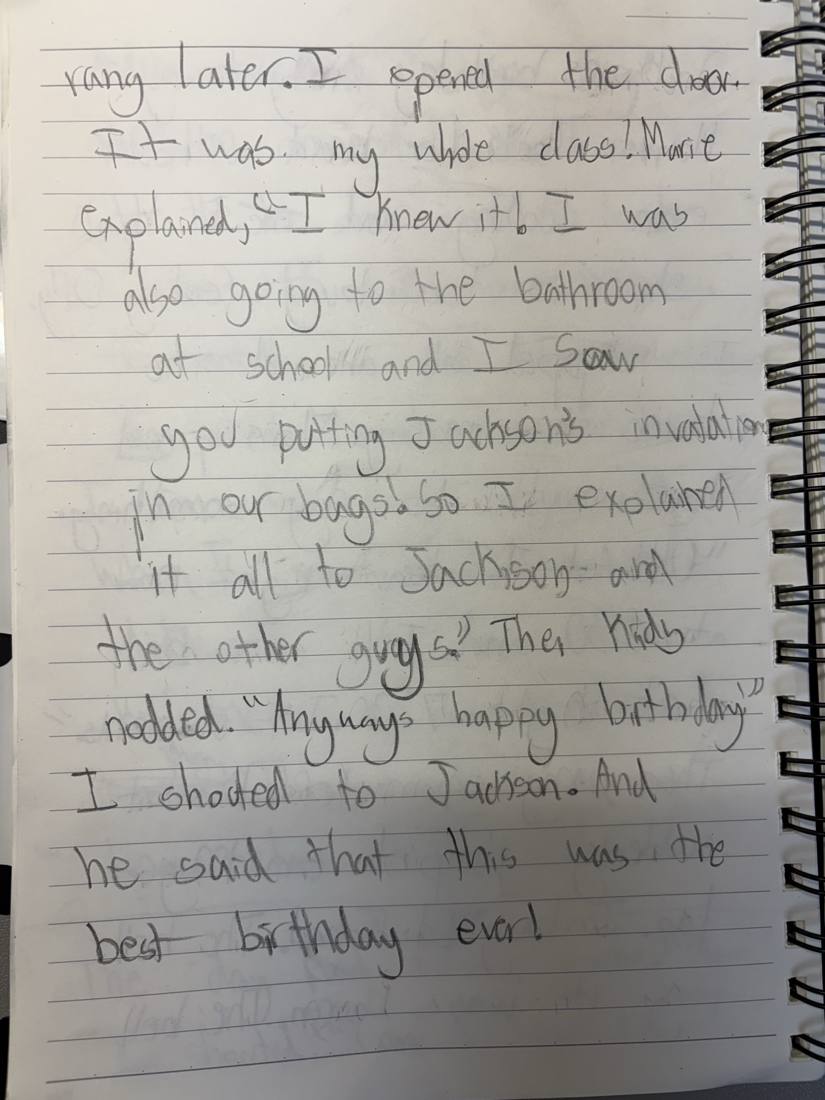 rang later. I opened the door.
It was my whole class! Marie
explained, "I knew it! I was
also going to the bathroom
at school and I saw
you putting Jackson's invatation
in our bags! So I explained
it all to Jackson and
the other guys." The kids
nodded. "Anyways happy birthday"
I shoted to Jackson. And
he said that this was the
best birthday ever!